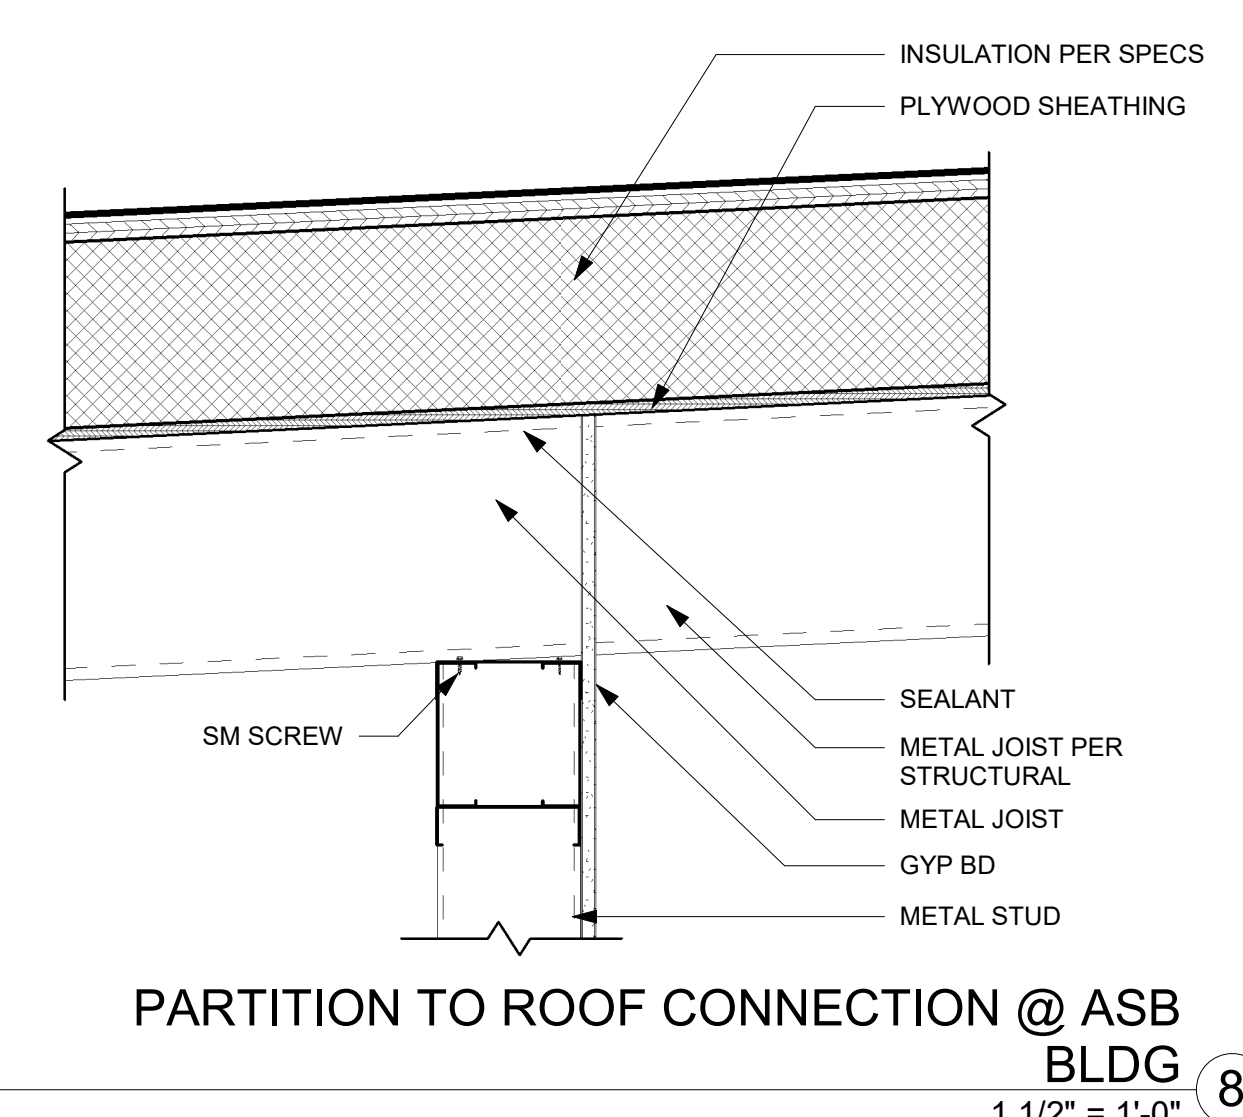 INSULATION PER SPECS
PLYWOOD SHEATHING
SM SCREW
SEALANT
METAL JOIST PER
STRUCTURAL
METAL JOIST
GYP BD
METAL STUD
PARTITION TO ROOF CONNECTION @ ASB
BLDG
8
1 1/2" = 1'-0"